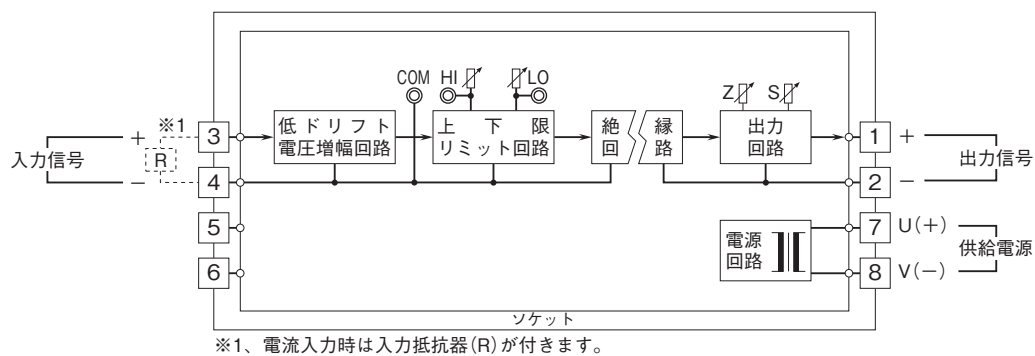 COM HI LO
Z S
※1
入力信号
+
R
−
3
4
5
6
低ドリフト
電圧増幅回路
上下限
リミット回路
絶縁
回路
出力
回路
電源
回路
1 +
2 −
出力信号
7 U(+)
8 V(−)
供給電源
ソケット
※1、電流入力時は入力抵抗器(R)が付きます。